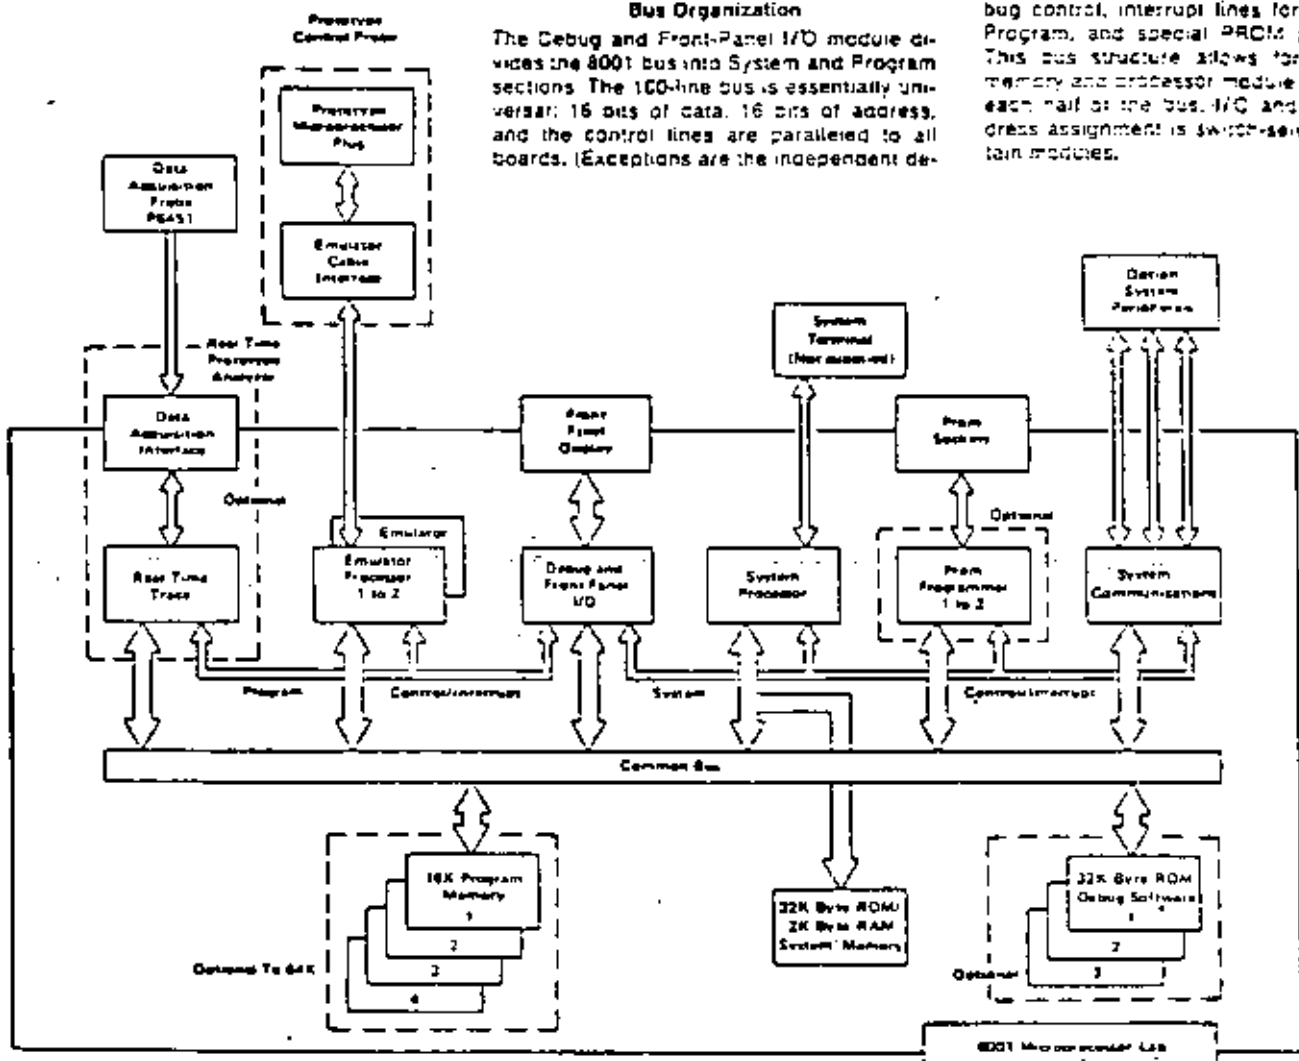 Prototype
Control Probe
Bus Organization
The Debug and Front-Panel I/O module di-
vides the 8001 bus into System and Program
sections. The 100-line bus is essentially uni-
versal: 16 bits of data, 16 bits of address,
and the control lines are paralleled to all
boards. (Exceptions are the independent de-
bug control, interrupt lines for
Program, and special PROM
This bus structure allows for
memory and processor module
each half of the bus. I/O and
dress assignment is switch-sel
tain modules.
Prototype
Microprocessor
Plug
Data
Acquisition
Probe
P6451
Emulator
Cable
Interface
Option
System
Peripherals
System
Terminal
Real Time
Prototype
Analyzer
Data
Acquisition
Interface
Front
Panel
Display
Prom
Sockets
Optional
Optional
Emulator
Real Time
Trace
Emulator
Processor
1 to 2
Debug and
Front Panel
I/O
System
Processor
Prom
Programmer
1 to 2
System
Communications
Program
Control/Interrupt
System
Control/Interrupt
Common Bus
16K Program
Memory
1
2
3
4
Optional To 64K
32K Byte ROM/
2K Byte RAM
System Memory
32K Byte ROM
Debug Software
1
2
3
Optional
8001 Microprocessor Lab